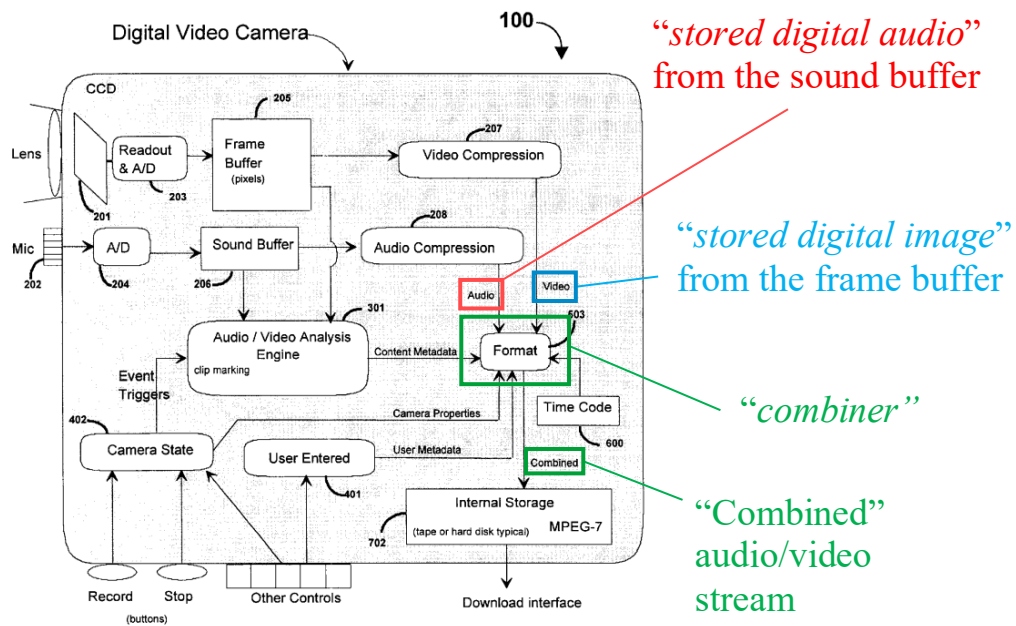 100
Digital Video Camera
“stored digital audio”
from the sound buffer
CCD
205
207
Lens
Readout
& A/D
203
Frame
Buffer
(pixels)
Video Compression
201
208
Mic
202
A/D
204
Sound Buffer
206
Audio Compression
“stored digital image”
from the frame buffer
Audio
Video
301
503
Audio / Video Analysis
Engine
clip marking
Content Metadata
Format
Event
Triggers
“combiner”
Camera Properties
Time Code
600
402
Camera State
User Entered
401
User Metadata
Combined
Internal Storage
(tape or hard disk typical)
MPEG-7
702
“Combined”
audio/video
stream
Record
Stop
(buttons)
Other Controls
Download interface